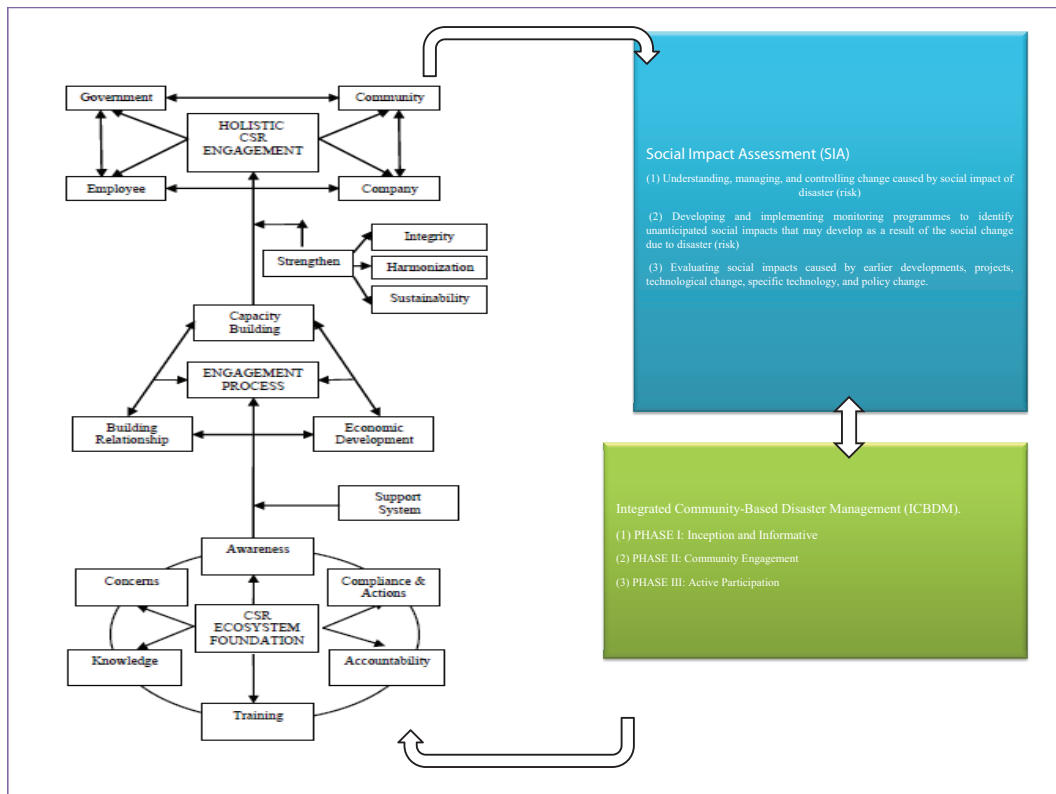 Government
Community
HOLISTIC
CSR
ENGAGEMENT
Employee
Company
Integrity
Strengthen
Harmonization
Sustainability
Capacity
Building
ENGAGEMENT
PROCESS
Building
Relationship
Economic
Development
Support
System
Awareness
Concerns
Compliance &
Actions
CSR
ECOSYSTEM
FOUNDATION
Knowledge
Accountability
Training
Social Impact Assessment (SIA)
(1) Understanding, managing, and controlling change caused by social impact of
disaster (risk)
(2) Developing and implementing monitoring programmes to identify
unanticipated social impacts that may develop as a result of the social change
due to disaster (risk)
(3) Evaluating social impacts caused by earlier developments, projects,
technological change, specific technology, and policy change.
Integrated Community-Based Disaster Management (ICBDM).
(1) PHASE I: Inception and Informative
(2) PHASE II: Community Engagement
(3) PHASE III: Active Participation